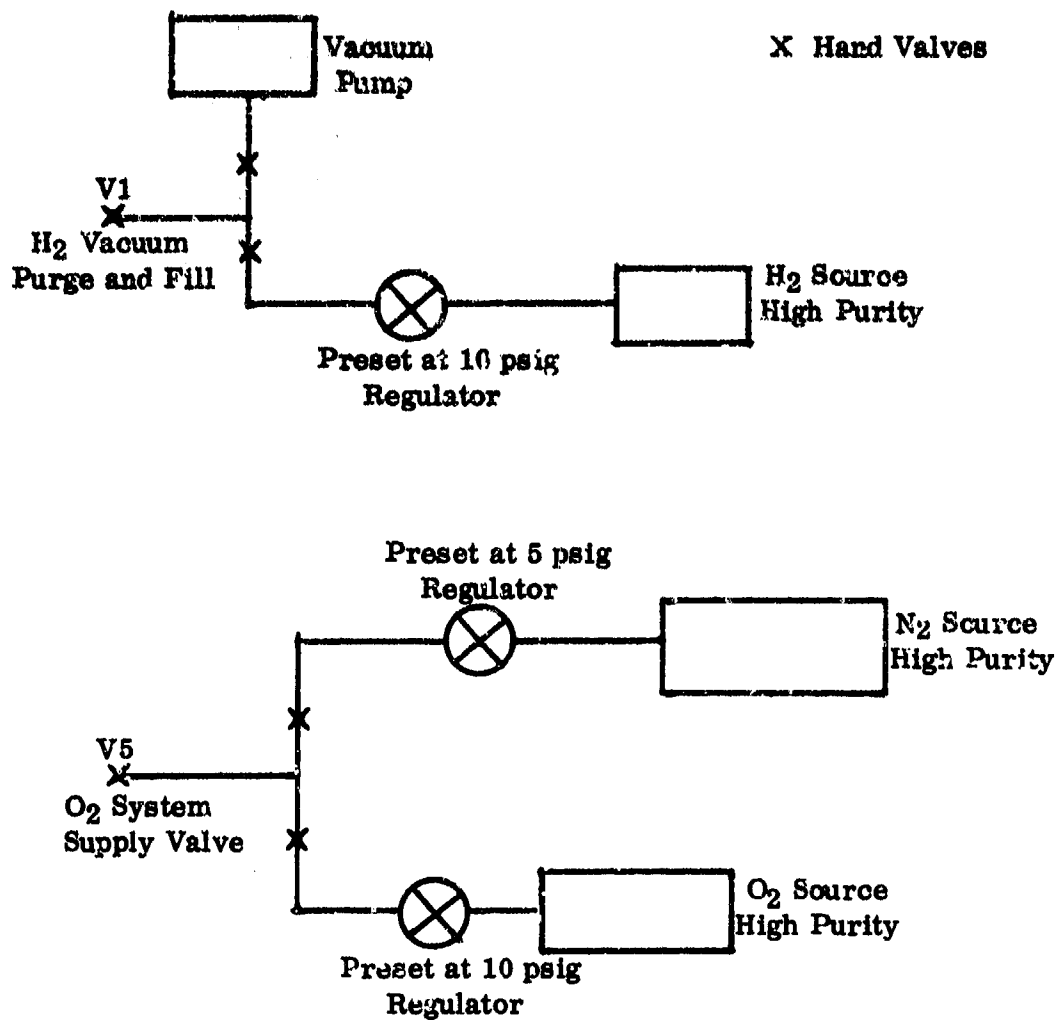 Vacuum
Pump
X Hand Valves
V1
H2 Vacuum
Purge and Fill
H2 Source
High Purity
Preset at 10 psig
Regulator
Preset at 5 psig
Regulator
N2 Source
High Purity
V5
O2 System
Supply Valve
O2 Source
High Purity
Preset at 10 psig
Regulator